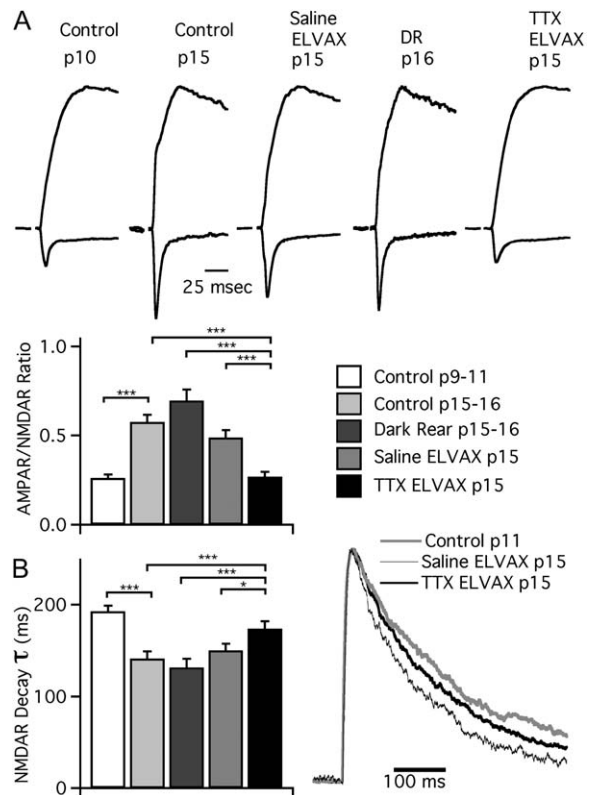 A
Control
p10
Control
p15
Saline
ELVAX
p15
DR
p16
TTX
ELVAX
p15
25 msec
AMPAR/NMDAR Ratio
1.0
0.5
0.0
***
***
***
***
Control p9-11
Control p15-16
Dark Rear p15-16
Saline ELVAX p15
TTX ELVAX p15
B
NMDAR Decay τ (ms)
200
100
0
***
***
***
*
Control p11
Saline ELVAX p15
TTX ELVAX p15
100 ms